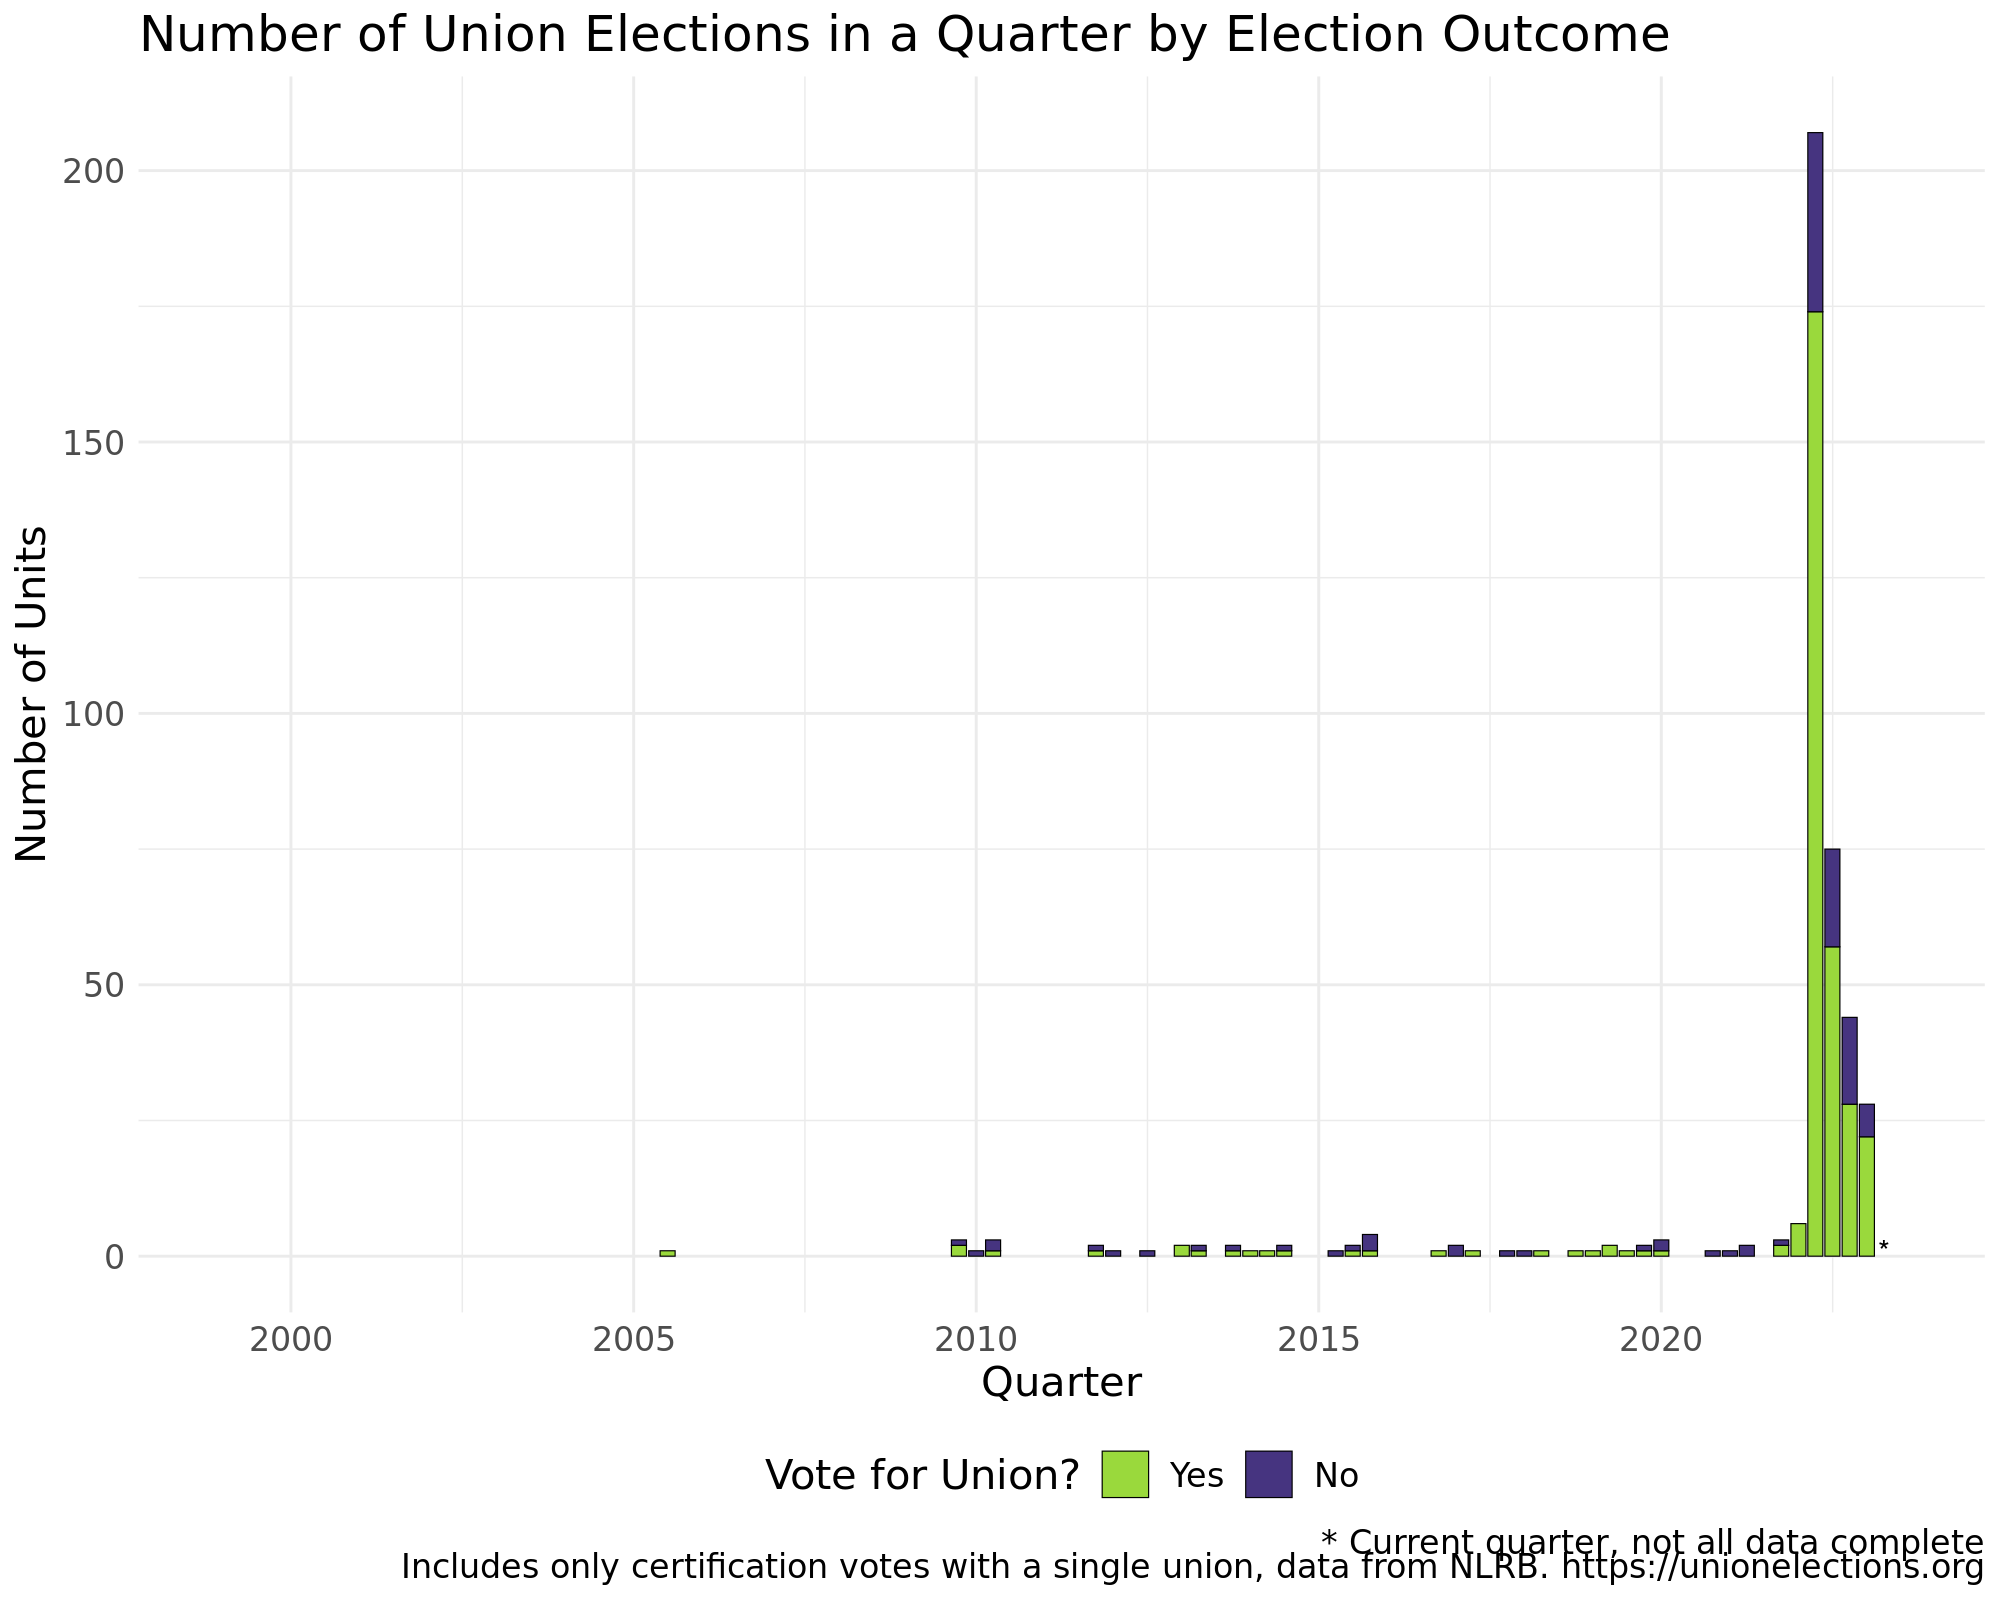 Number of Union Elections in a Quarter by Election Outcome
200
150
100
50
0
Number of Units
*
2000 2005 2010 2015 2020
Quarter
Vote for Union? Yes No
* Current quarter, not all data complete
Includes only certification votes with a single union, data from NLRB. https://unionelections.org